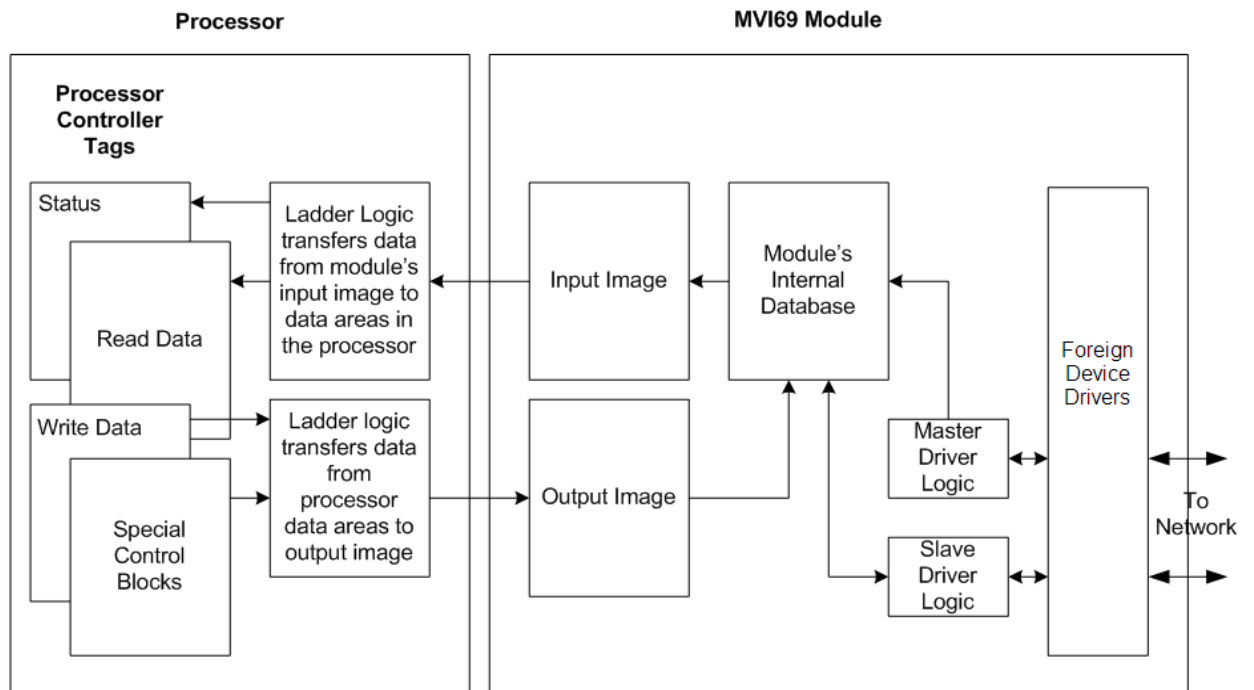 Processor
MVI69 Module
Processor
Controller
Tags
Status
Read Data
Ladder Logic
transfers data
from module's
input image to
data areas in
the processor
Input Image
Module's
Internal
Database
Foreign
Device
Drivers
Write Data
Special
Control
Blocks
Ladder logic
transfers data
from
processor
data areas to
output image
Output Image
Master
Driver
Logic
Slave
Driver
Logic
To
Network